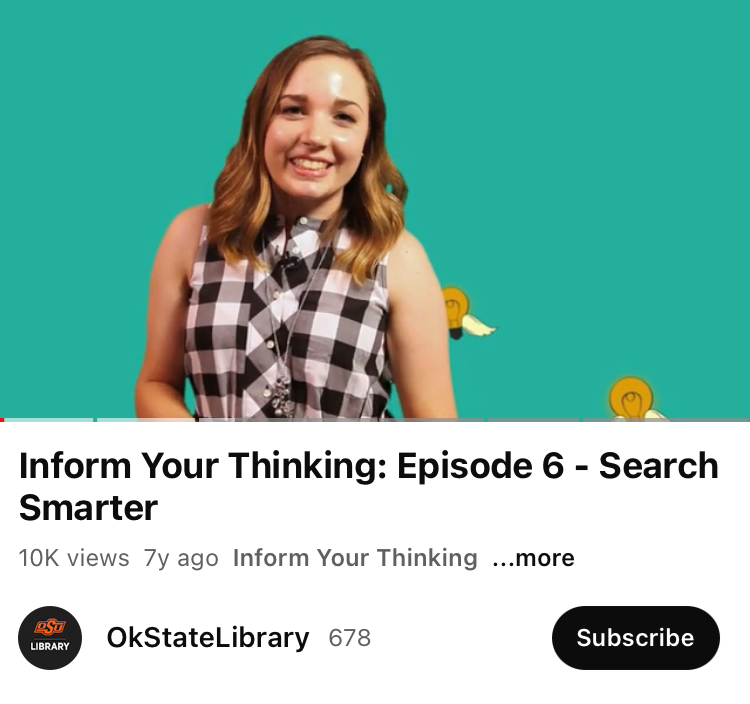 Inform Your Thinking: Episode 6 - Search
Smarter
10K views 7y ago Inform Your Thinking ...more
OSU
LIBRARY
OkStateLibrary 678
Subscribe